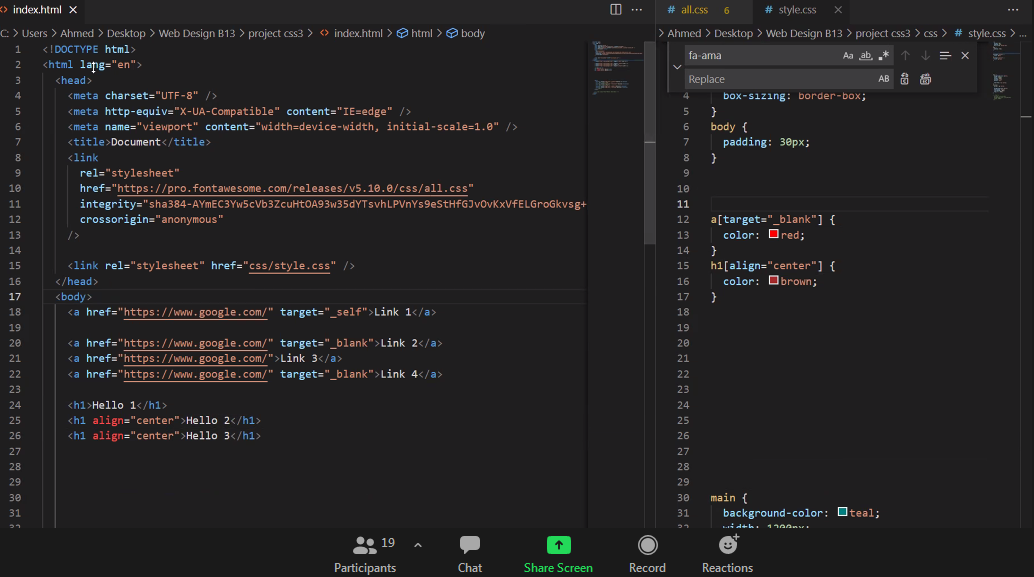 index.html
all.css 6
style.css
C: > Users > Ahmed > Desktop > Web Design B13 > project css3 > index.html > html > body
1 <!DOCTYPE html>
2 <html lang="en">
3 <head>
4 <meta charset="UTF-8" />
5 <meta http-equiv="X-UA-Compatible" content="IE=edge" />
6 <meta name="viewport" content="width=device-width, initial-scale=1.0" />
7 <title>Document</title>
8 <link
9 rel="stylesheet"
10 href="https://pro.fontawesome.com/releases/v5.10.0/css/all.css"
11 integrity="sha384-AYmEC3Yw5cVb3ZcuHtOA93w35dYTsvhLPVnYs9eStHfGJvOvKxVfELGroGkvsg+
12 crossorigin="anonymous"
13 />
14
15 <link rel="stylesheet" href="css/style.css" />
16 </head>
17 <body>
18 <a href="https://www.google.com/" target="_self">Link 1</a>
19
20 <a href="https://www.google.com/" target="_blank">Link 2</a>
21 <a href="https://www.google.com/">Link 3</a>
22 <a href="https://www.google.com/" target="_blank">Link 4</a>
23
24 <h1>Hello 1</h1>
25 <h1 align="center">Hello 2</h1>
26 <h1 align="center">Hello 3</h1>
27
28
29
30
31
32
> Ahmed > Desktop > Web Design B13 > project css3 > css > style.css > ...
fa-ama Aa ab
Replace AB
4 box-sizing: border-box;
5 }
6 body {
7 padding: 30px;
8 }
9
10
11
12 a[target="_blank"] {
13 color: red;
14 }
15 h1[align="center"] {
16 color: brown;
17 }
18
19
20
21
22
23
24
25
26
27
28
29
30 main {
31 background-color: teal;
32 width: 1200px;
Participants 19
Chat
Share Screen
Record
Reactions